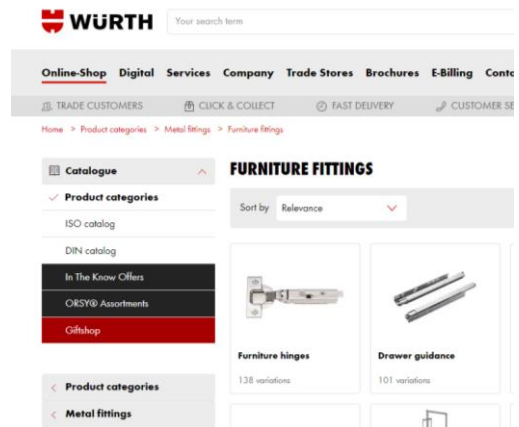 WÜRTH
Your search term
Online-Shop Digital Services Company Trade Stores Brochures E-Billing Conta
TRADE CUSTOMERS CLICK & COLLECT FAST DELIVERY CUSTOMER SE
Home > Product categories > Metal fittings > Furniture fittings
Catalogue
FURNITURE FITTINGS
Product categories
Sort by Relevance
ISO catalog
DIN catalog
In The Know Offers
ORSY® Assortments
Giftshop
Furniture hinges
138 variations
Drawer guidance
101 variations
< Product categories
< Metal fittings